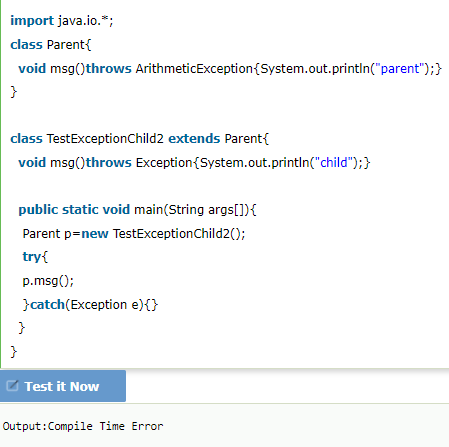 import java.io.*;
class Parent{
  void msg()throws ArithmeticException{System.out.println("parent");}
}
class TestExceptionChild2 extends Parent{
  void msg()throws Exception{System.out.println("child");}
  public static void main(String args[]){
   Parent p=new TestExceptionChild2();
   try{
   p.msg();
   }catch(Exception e){}
  }
}
Test it Now
Output:Compile Time Error